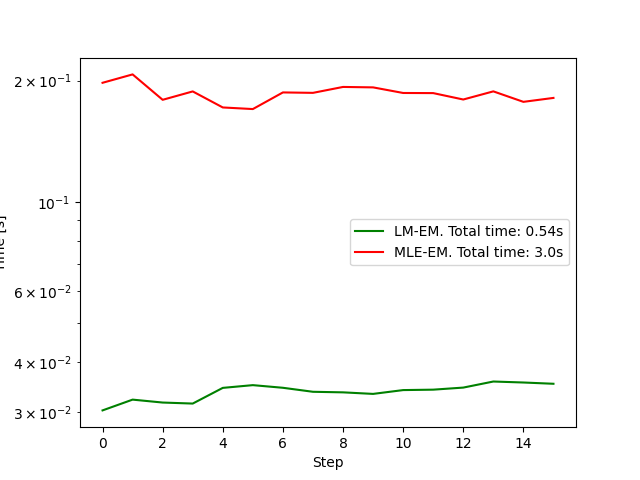 2 × 10⁻¹
10⁻¹
6 × 10⁻²
4 × 10⁻²
3 × 10⁻²
LM-EM. Total time: 0.54s
MLE-EM. Total time: 3.0s
0 2 4 6 8 10 12 14
Step